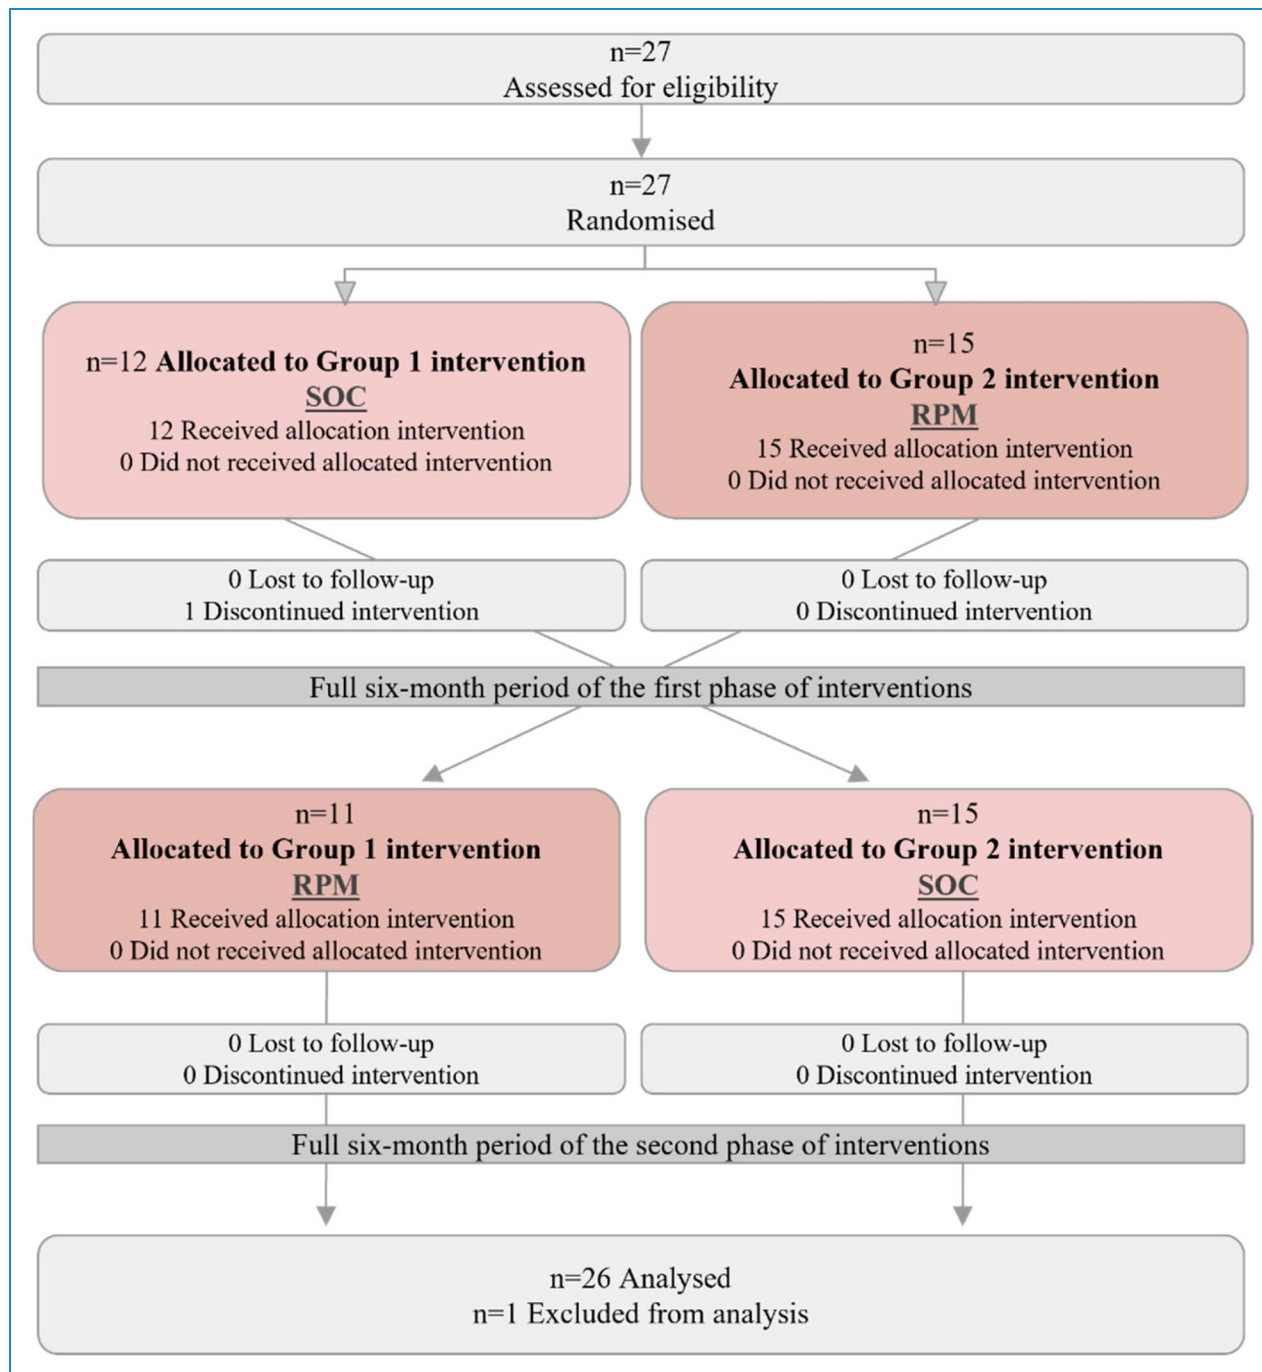 n=27
Assessed for eligibility
n=27
Randomised
n=12 Allocated to Group 1 intervention
SOC
12 Received allocation intervention
0 Did not received allocated intervention
n=15
Allocated to Group 2 intervention
RPM
15 Received allocation intervention
0 Did not received allocated intervention
0 Lost to follow-up
1 Discontinued intervention
0 Lost to follow-up
0 Discontinued intervention
Full six-month period of the first phase of interventions
n=11
Allocated to Group 1 intervention
RPM
11 Received allocation intervention
0 Did not received allocated intervention
n=15
Allocated to Group 2 intervention
SOC
15 Received allocation intervention
0 Did not received allocated intervention
0 Lost to follow-up
0 Discontinued intervention
0 Lost to follow-up
0 Discontinued intervention
Full six-month period of the second phase of interventions
n=26 Analysed
n=1 Excluded from analysis